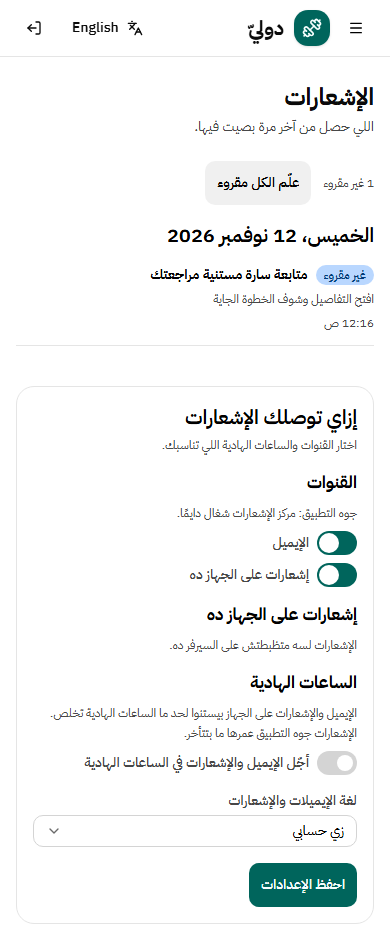 دوليّ
English
الإشعارات
اللي حصل من آخر مرة بصيت فيها.
1 غير مقروء
علّم الكل مقروء
الخميس، 12 نوفمبر 2026
غير مقروء
متابعة سارة مستنية مراجعتك
افتح التفاصيل وشوف الخطوة الجاية
12:16 ص
إزاي توصلك الإشعارات
اختار القنوات والساعات الهادية اللي تناسبك.
القنوات
جوه التطبيق: مركز الإشعارات شغال دايمًا.
الإيميل
إشعارات على الجهاز ده
إشعارات على الجهاز ده
الإشعارات لسه متظبطتش على السيرفر ده.
الساعات الهادية
الإيميل والإشعارات على الجهاز بيستنوا لحد ما الساعات الهادية تخلص.
الإشعارات جوه التطبيق عمرها ما بتتأخر.
أجّل الإيميل والإشعارات في الساعات الهادية
لغة الإيميلات والإشعارات
زي حسابي
احفظ الإعدادات